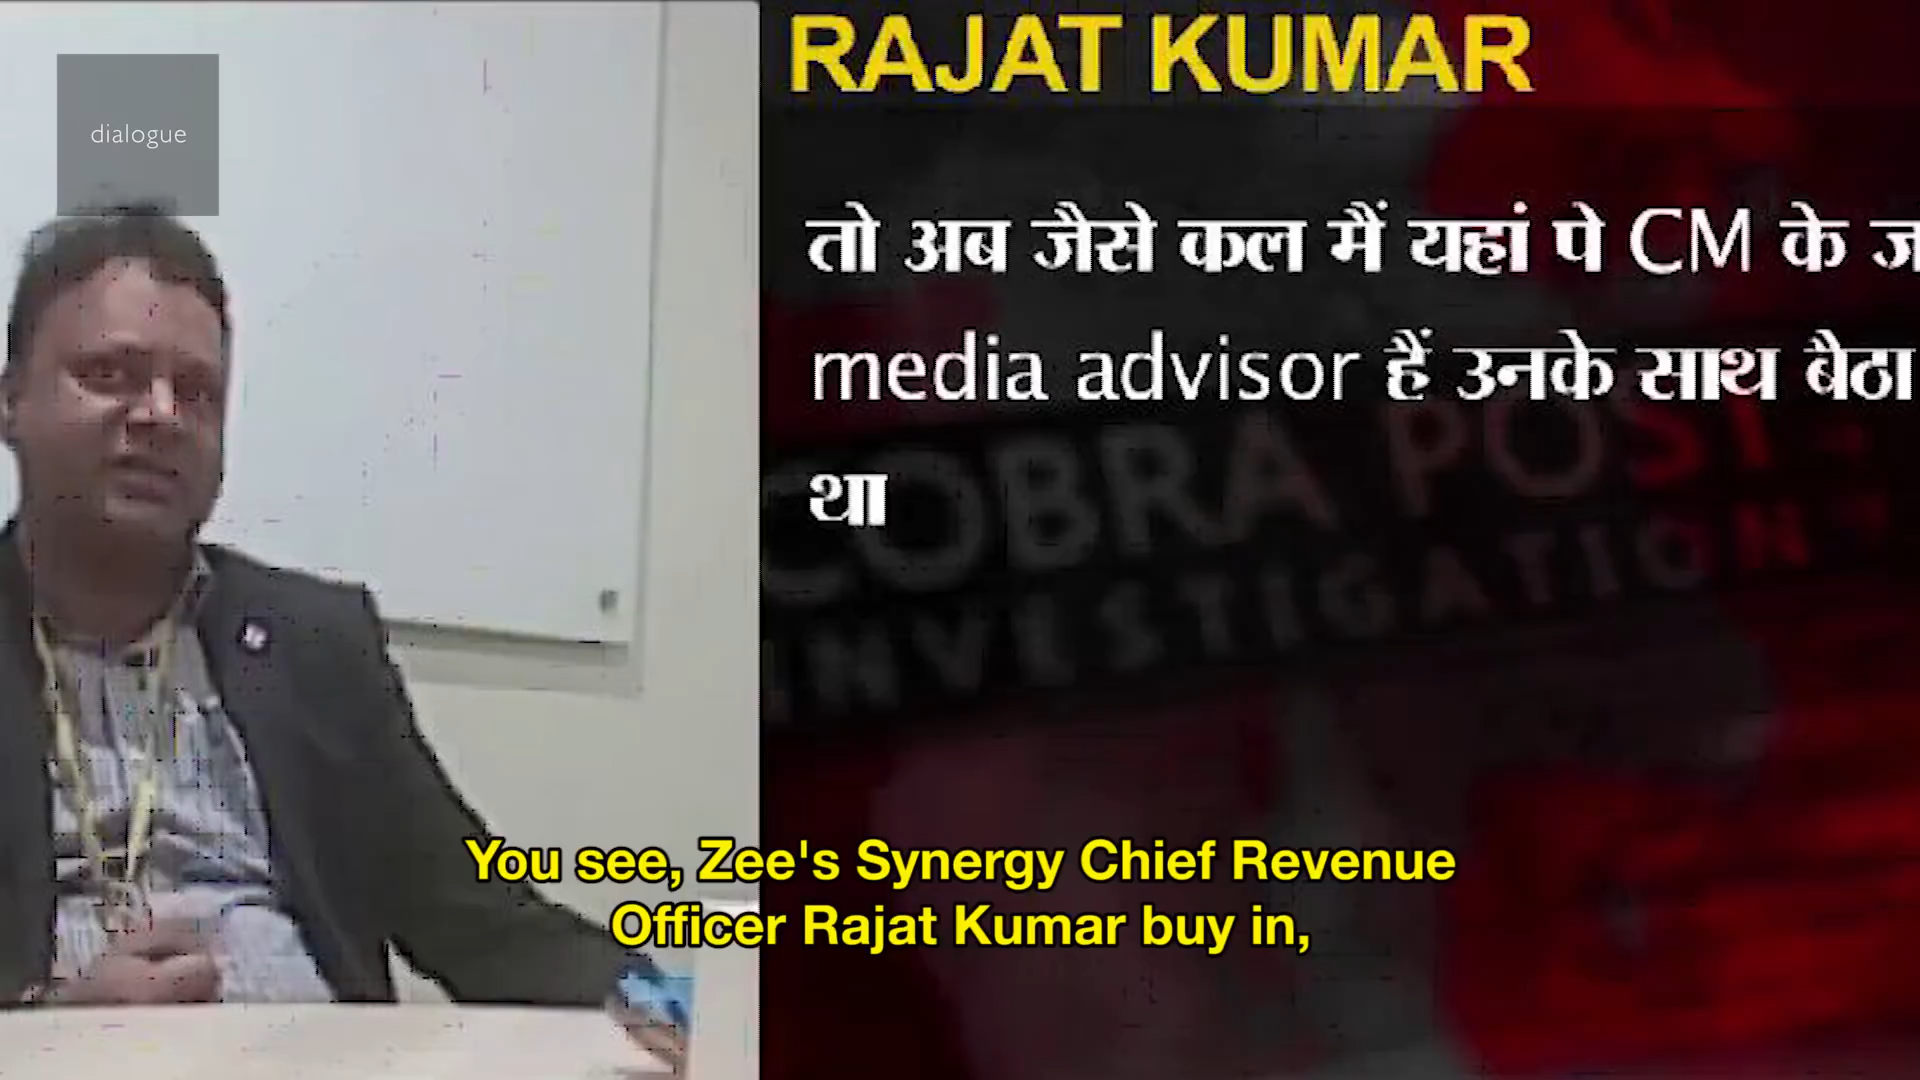 RAJAT KUMAR
dialogue
तो अब जैसे कल मैं यहां पे CM के
media advisor हैं उनके साथ बैठा
था
COBRA POST
INVESTIGATION
You see, Zee's Synergy Chief Revenue
Officer Rajat Kumar buy in,